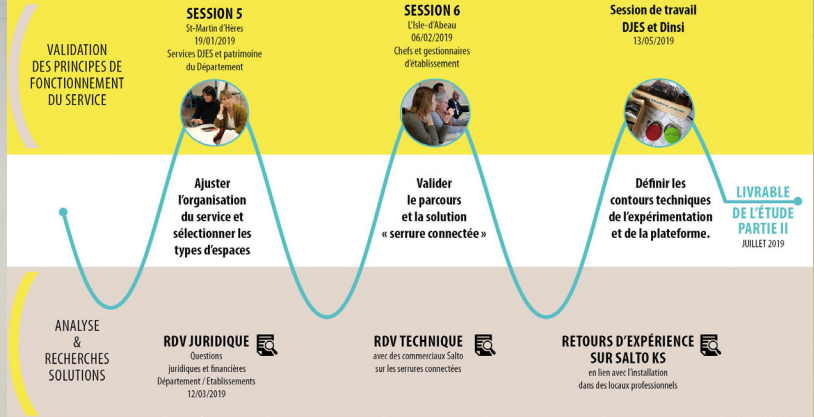 VALIDATION
DES PRINCIPES DE
FONCTIONNEMENT
DU SERVICE
SESSION 5
St-Martin d'Hères
19/01/2019
Services DJES et patrimoine
du Département
SESSION 6
L'Isle-d'Abeau
06/02/2019
Chefs et gestionnaires
d'établissement
Session de travail
DJES et Dinsi
13/05/2019
Ajuster
l'organisation
du service et
sélectionner les
types d'espaces
Valider
le parcours
et la solution
« serrure connectée »
Définir les
contours techniques
de l'expérimentation
et de la plateforme.
LIVRABLE
DE L'ÉTUDE
PARTIE II
JUILLET 2019
ANALYSE
&
RECHERCHES
SOLUTIONS
RDV JURIDIQUE
Questions
juridiques et financières
Département / Etablissements
12/03/2019
RDV TECHNIQUE
avec des commerciaux Salto
sur les serrures connectées
RETOURS D'EXPÉRIENCE
SUR SALTO KS
en lien avec l'installation
dans des locaux professionnels